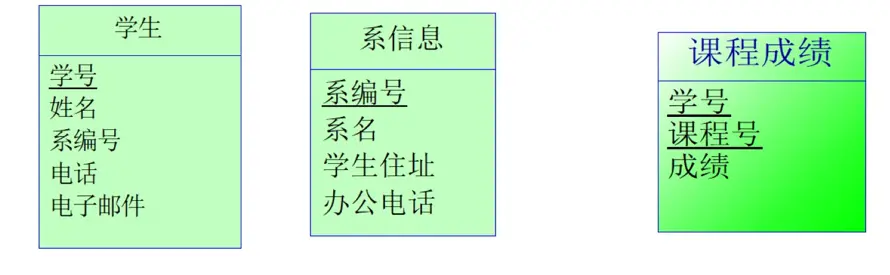 学生
学号
姓名
系编号
电话
电子邮件
系信息
系编号
系名
学生住址
办公电话
课程成绩
学号
课程号
成绩